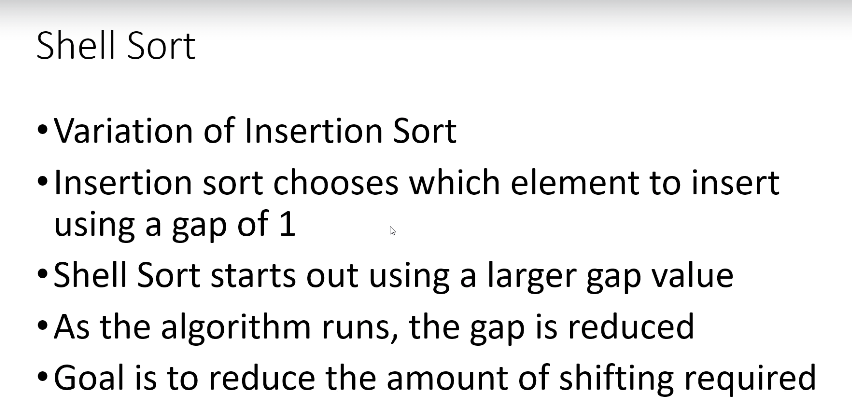 Shell Sort
•Variation of Insertion Sort
•Insertion sort chooses which element to insert
using a gap of 1
•Shell Sort starts out using a larger gap value
•As the algorithm runs, the gap is reduced
•Goal is to reduce the amount of shifting required